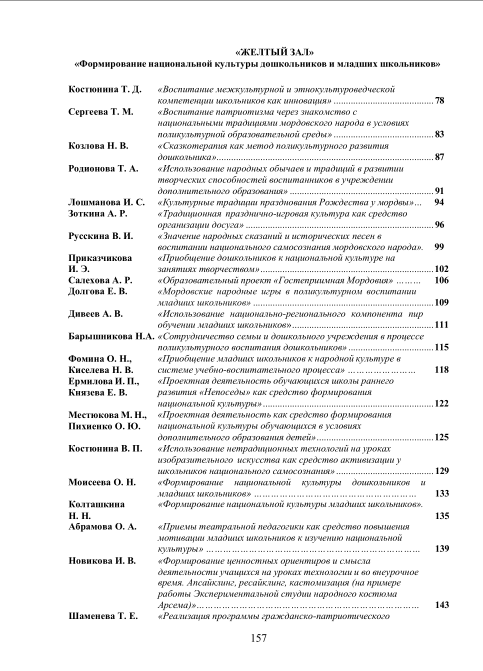 «ЖЕЛТЫЙ ЗАЛ»
«Формирование национальной культуры дошкольников и младших школьников»
Костюнина Т. Д. «Воспитание межкультурной и этнокультуроведческой
компетенции школьников как инновация» ........................................ 78
Сергеева Т. М. «Воспитание патриотизма через знакомство с
национальными традициями мордовского народа в условиях
поликультурной образовательной среды» ........................................ 83
Козлова Н. В. «Сказкотерапия как метод поликультурного развития
дошкольника»........................................ 87
Родионова Т. А. «Использование народных обычаев и традиций в развитии
творческих способностей воспитанников в учреждении
дополнительного образования» ........................................ 91
Лошманова И. С. «Культурные традиции празднования Рождества у мордвы»... 94
Зоткина А. Р. «Традиционная празднично-игровая культура как средство
организации досуга» ........................................ 96
Русскина В. И. «Значение народных сказаний и исторических песен в
воспитании национального самосознания мордовского народа». 99
Приказчикова «Приобщение дошкольников к национальной культуре на
И. Э. занятиях творчеством»........................................ 102
Салехова А. Р. «Образовательный проект «Гостеприимная Мордовия» ……… 106
Долгова Е. В. «Мордовские народные игры в поликультурном воспитании
младших школьников» ........................................ 109
Дивеев А. В. «Использование национально-регионального компонента пир
обучении младших школьников»........................................ 111
Барышникова Н.А. «Сотрудничество семьи и дошкольного учреждения в процессе
поликультурного воспитания дошкольников» ........................................ 115
Фомина О. Н., «Приобщение младших школьников к народной культуре в
Киселева Н. В. системе учебно-воспитательного процесса» …………………… 118
Ермилова И. П., «Проектная деятельность обучающихся школы раннего
Князева Е. В. развития «Непоседы» как средство формирования
национальной культуры» ........................................ 122
Местюкова М. Н., «Проектная деятельность как средство формирования
Пихненко О. Ю. национальной культуры обучающихся в условиях
дополнительного образования детей»........................................ 125
Костюнина В. П. «Использование нетрадиционных технологий на уроках
изобразительного искусства как средство активизации у
школьников национального самосознания» ........................................ 129
Моисеева О. Н. «Формирование национальной культуры дошкольников и
младших школьников» ……………………………………………… 133
Колташкина «Формирование национальной культуры младших школьников».
Н. Н. 135
Абрамова О. А. «Приемы театральной педагогики как средство повышения
мотивации младших школьников к изучению национальной
культуры» ……………………………………………………………… 139
Новикова И. В. «Формирование ценностных ориентиров и смысла
деятельности учащихся на уроках технологии и во внеурочное
время. Апсайклинг, ресайклинг, кастомизация (на примере
работы Экспериментальной студии народного костюма
Арсема)»……………………………………………………………… 143
Шаменева Т. Е. «Реализация программы гражданско-патриотического
157